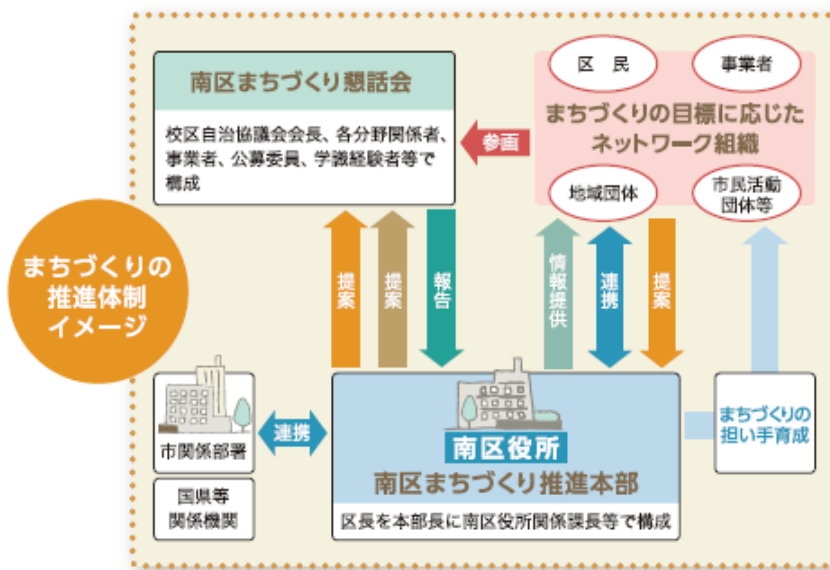 まちづくりの
推進体制
イメージ
南区まちづくり懇話会
校区自治協議会会長、各分野関係者、
事業者、公募委員、学識経験者等で
構成
参画
区 民
事業者
まちづくりの目標に応じた
ネットワーク組織
地域団体
市民活動
団体等
提案
提案
報告
情報提供
連携
提案
市関係部署
国県等
関係機関
連携
南区役所
南区まちづくり推進本部
区長を本部長に南区役所関係課長等で構成
まちづくりの
担い手育成